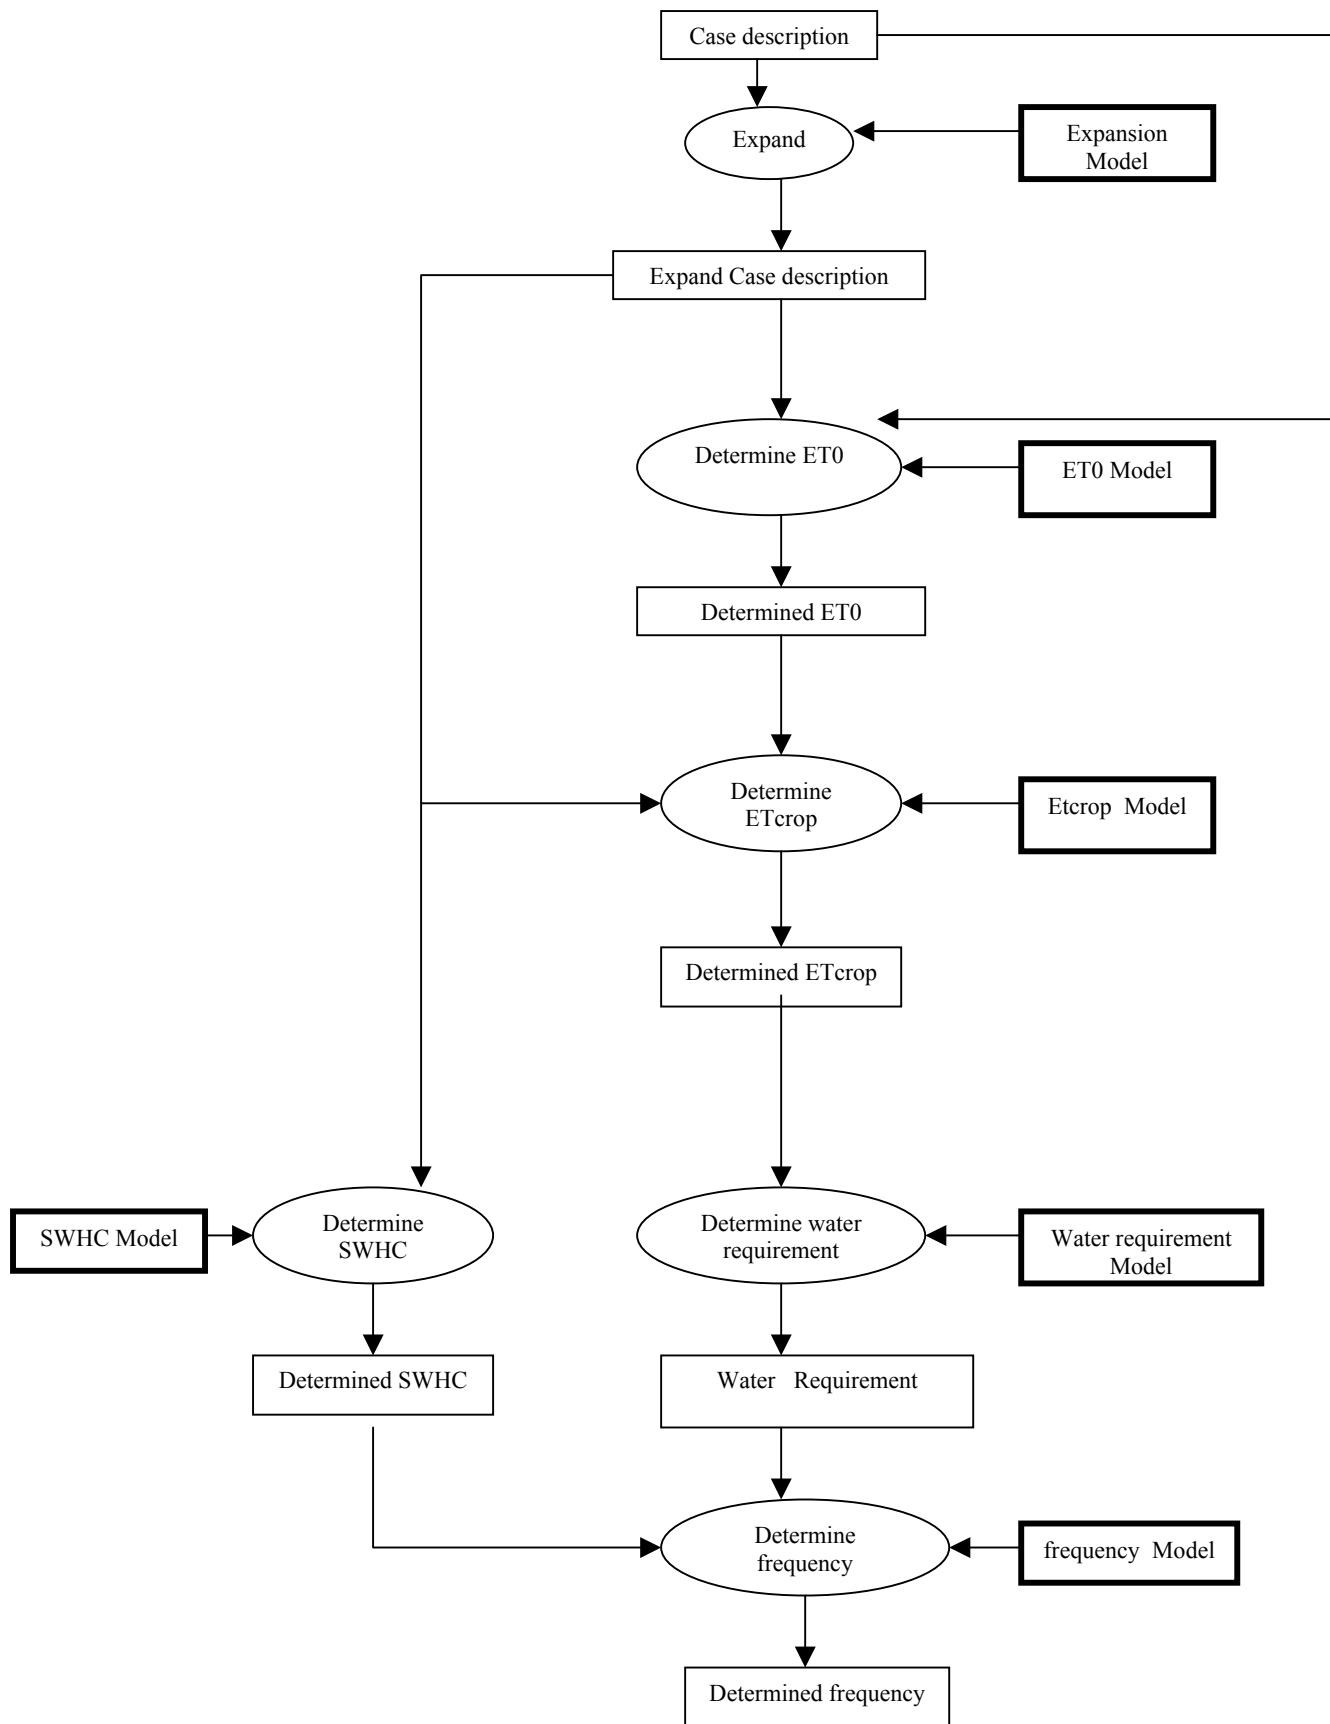 Case description
Expand
Expansion
Model
Expand Case description
Determine ET0
ET0 Model
Determined ET0
Determine
ETcrop
Etcrop Model
Determined ETcrop
SWHC Model
Determine
SWHC
Determine water
requirement
Water requirement
Model
Determined SWHC
Water Requirement
Determine
frequency
frequency Model
Determined frequency